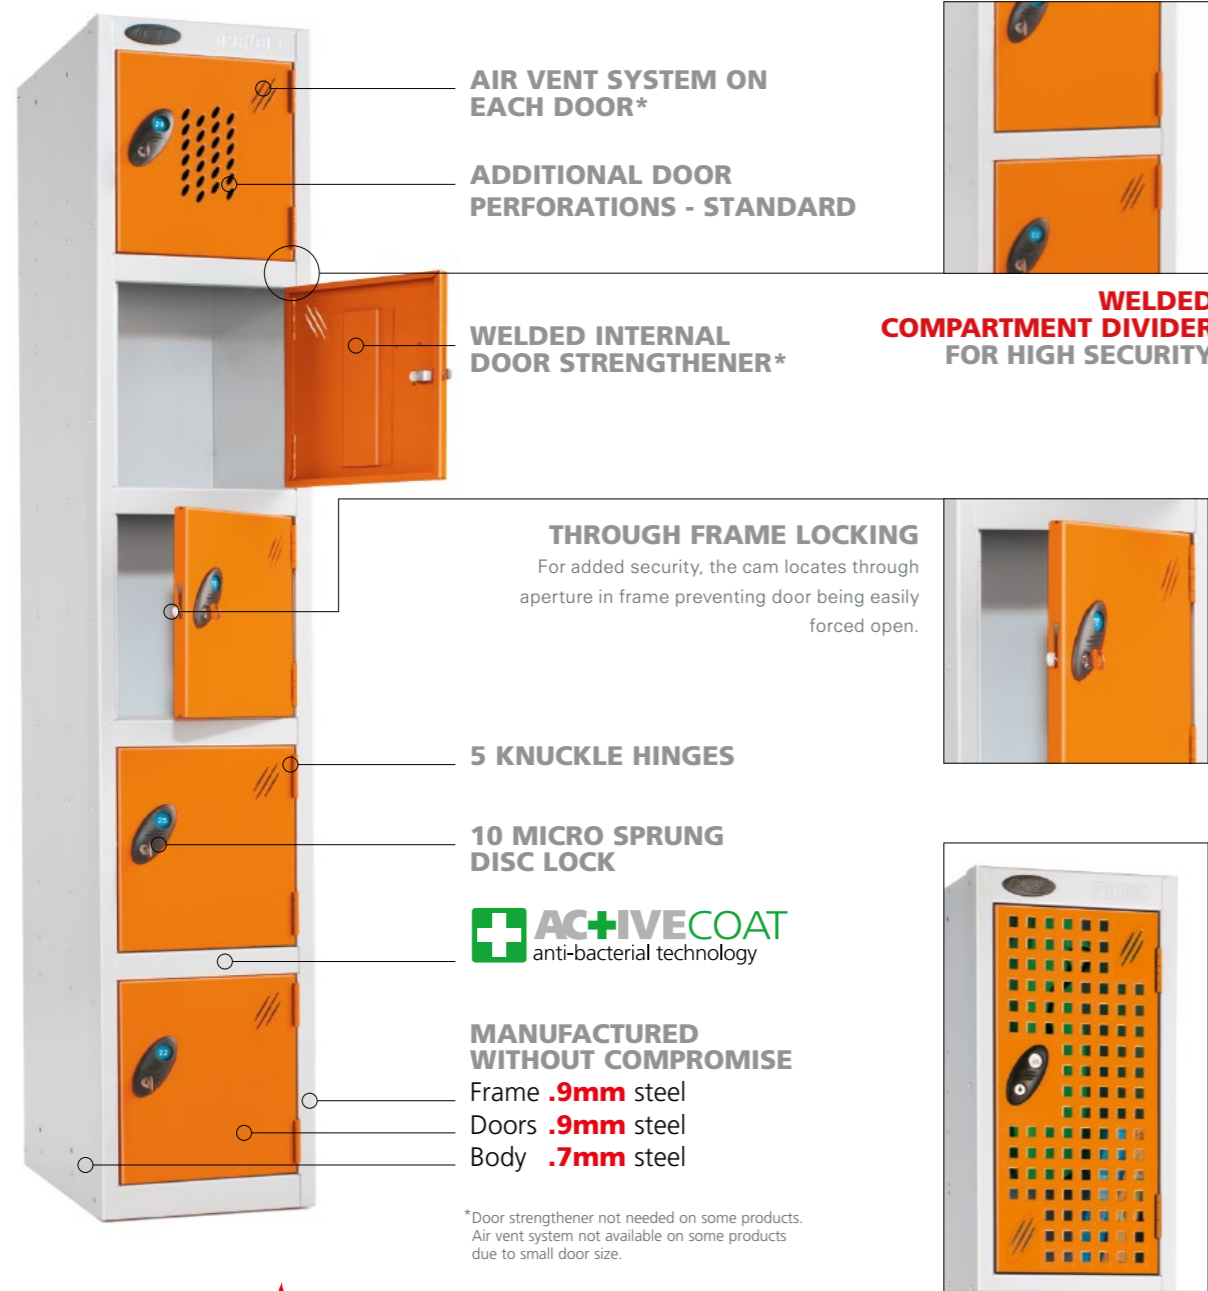 AIR VENT SYSTEM ON
EACH DOOR*
ADDITIONAL DOOR
PERFORATIONS - STANDARD
WELDED INTERNAL
DOOR STRENGTHENER*
WELDED
COMPARTMENT DIVIDER
FOR HIGH SECURITY
THROUGH FRAME LOCKING
For added security, the cam locates through
aperture in frame preventing door being easily
forced open.
5 KNUCKLE HINGES
10 MICRO SPRUNG
DISC LOCK
25
ACTIVECOAT
anti-bacterial technology
MANUFACTURED
WITHOUT COMPROMISE
Frame .9mm steel
Doors .9mm steel
Body .7mm steel
32
*Door strengthener not needed on some products.
Air vent system not available on some products
due to small door size.